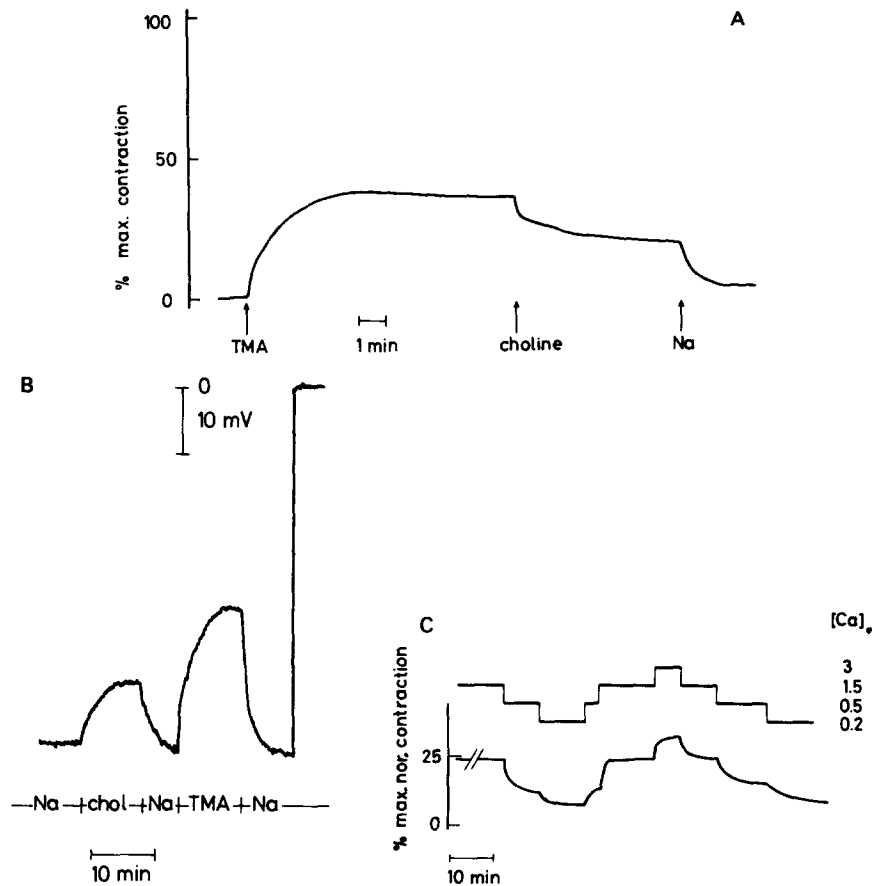 A
100
50
0
% max. contraction
TMA
1 min
choline
Na
B
0
10 mV
Na chol Na TMA Na
10 min
C
[Ca]o
3
1.5
0.5
0.2
% max. nor. contraction
25
0
10 min